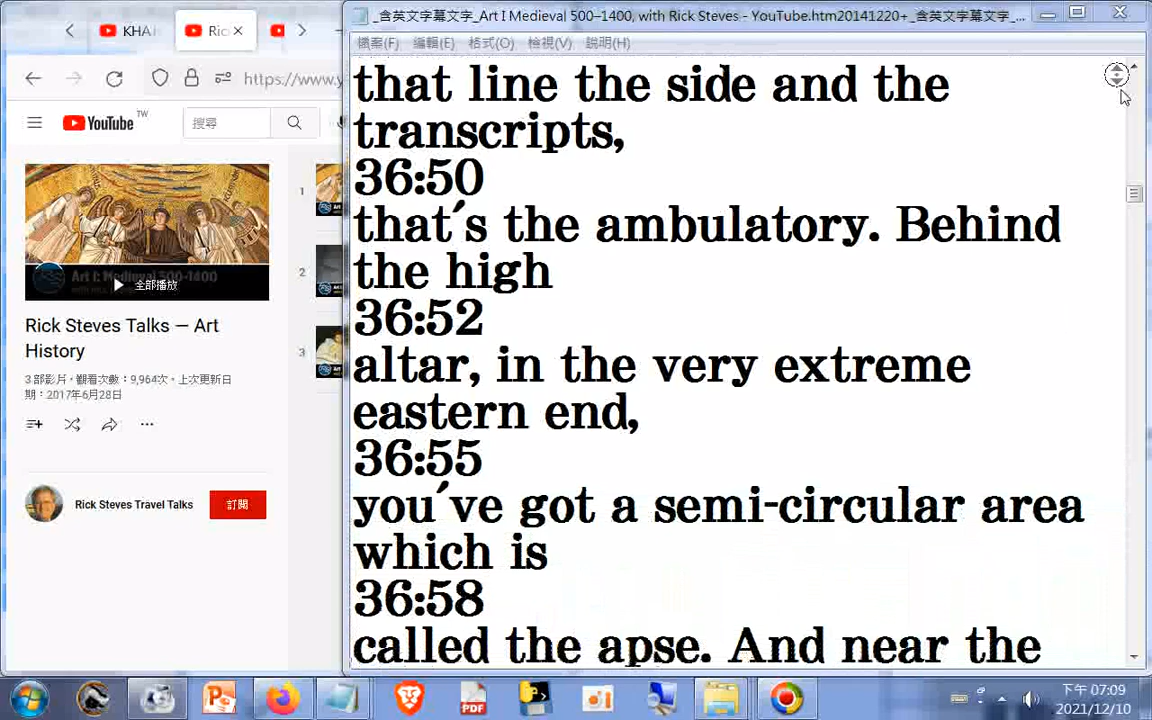 KHA
Ric
https://www.y
YouTube TW
搜尋
Art I: Medieval 500-1400
全部播放
Rick Steves Talks — Art
History
3 部影片・觀看次數：9,964次・上次更新日
期：2017年6月28日
Rick Steves Travel Talks
訂閱
1
2
3
_含英文字幕文字_Art I Medieval 500–1400, with Rick Steves - YouTube.htm20141220+_含英文字幕文字_...
檔案(F) 編輯(E) 格式(O) 檢視(V) 說明(H)
that line the side and the
transcripts,
36:50
that's the ambulatory. Behind
the high
36:52
altar, in the very extreme
eastern end,
36:55
you've got a semi-circular area
which is
36:58
called the apse. And near the
PDF
下午 07:09
2021/12/10